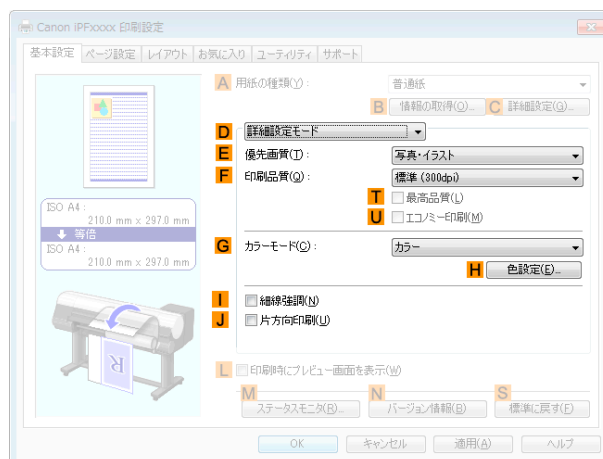 Canon iPFxxxx 印刷設定
基本設定 ページ設定 レイアウト お気に入り ユーティリティ サポート
A 用紙の種類(Y): 普通紙
B 情報の取得(O)... C 詳細設定(G)...
D 詳細設定モード
E 優先画質(T): 写真・イラスト
F 印刷品質(Q): 標準 (300dpi)
T 最高品質(L)
U エコノミー印刷(M)
ISO A4:
210.0 mm x 297.0 mm
等倍
ISO A4:
210.0 mm x 297.0 mm
G カラーモード(C): カラー
H 色設定(E)...
I 細線強調(N)
J 片方向印刷(U)
R
L 印刷時にプレビュー画面を表示(W)
M ステータスモニタ(R)... N バージョン情報(B) S 標準に戻す(F)
OK キャンセル 適用(A) ヘルプ